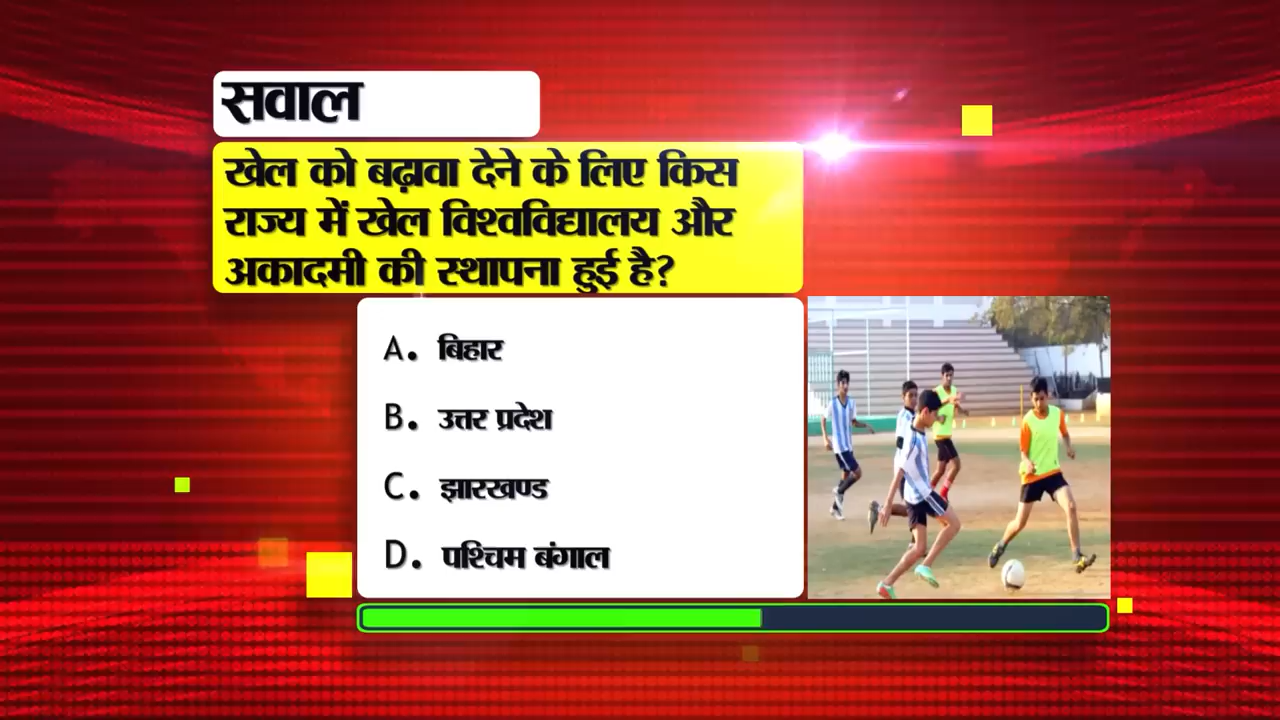 सवाल
खेल को बढ़ावा देने के लिए किस
राज्य में खेल विश्वविद्यालय और
अकादमी की स्थापना हुई है?
A. बिहार
B. उत्तर प्रदेश
C. झारखण्ड
D. पश्चिम बंगाल